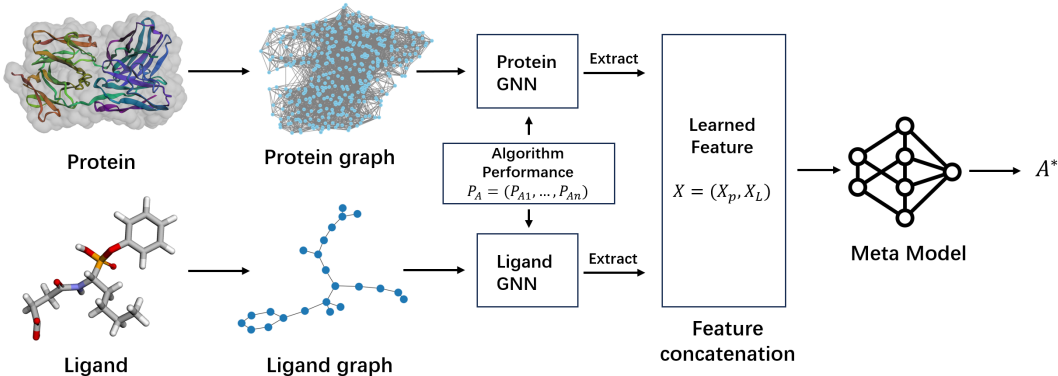 Protein
Protein graph
Protein
GNN
Extract
Algorithm
Performance
$P_A = (P_{A1}, \ldots, P_{An})$
Ligand
Ligand graph
Ligand
GNN
Extract
Learned
Feature
$X = (X_p, X_L)$
Feature
concatenation
Meta Model
$A^*$